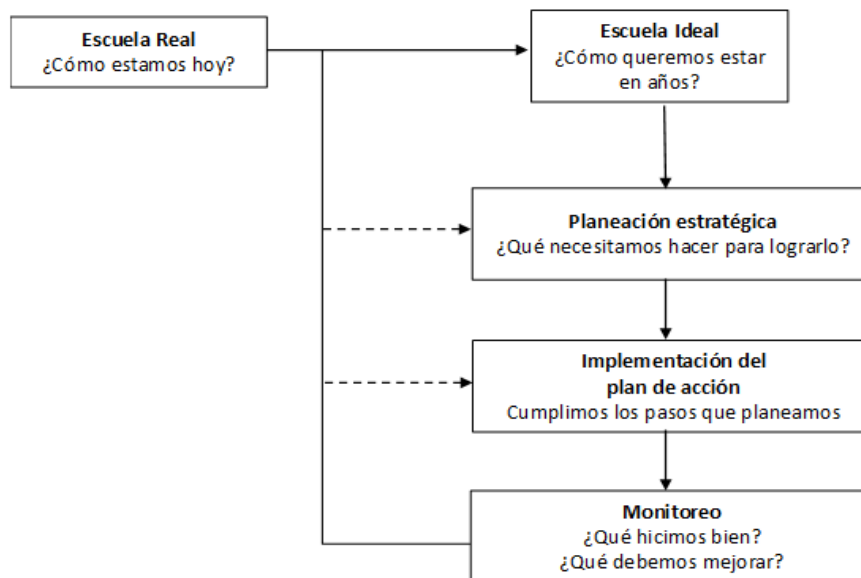 Escuela Real
¿Cómo estamos hoy?
Escuela Ideal
¿Cómo queremos estar
en años?
Planeación estratégica
¿Qué necesitamos hacer para lograrlo?
Implementación del
plan de acción
Cumplimos los pasos que planeamos
Monitoreo
¿Qué hicimos bien?
¿Qué debemos mejorar?